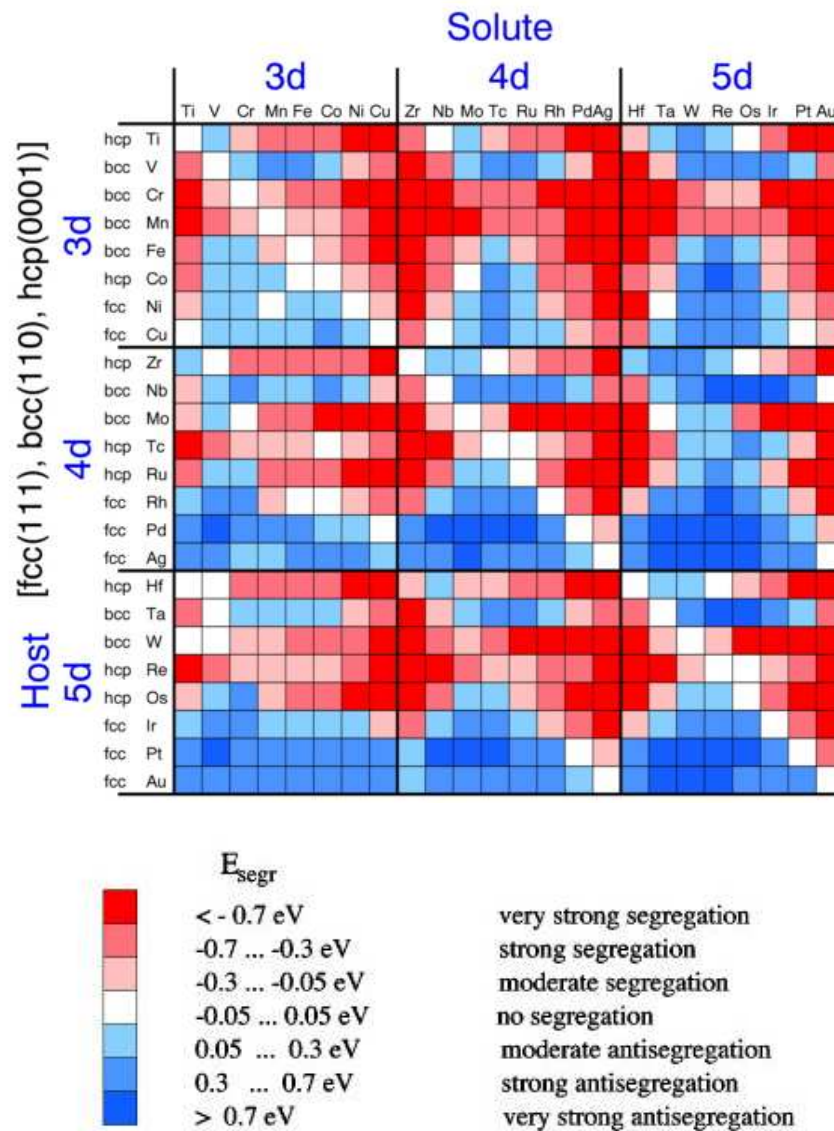 Solute
3d 4d 5d
Ti V Cr Mn Fe Co Ni Cu Zr Nb Mo Tc Ru Rh Pd Ag Hf Ta W Re Os Ir Pt Au
Host [fcc(111), bcc(110), hcp(0001)]
3d
hcp Ti
bcc V
bcc Cr
bcc Mn
bcc Fe
hcp Co
fcc Ni
fcc Cu
4d
hcp Zr
bcc Nb
bcc Mo
hcp Tc
hcp Ru
fcc Rh
fcc Pd
fcc Ag
5d
hcp Hf
bcc Ta
bcc W
hcp Re
hcp Os
fcc Ir
fcc Pt
fcc Au
E segr
< - 0.7 eV very strong segregation
-0.7 ... -0.3 eV strong segregation
-0.3 ... -0.05 eV moderate segregation
-0.05 ... 0.05 eV no segregation
0.05 ... 0.3 eV moderate antisegregation
0.3 ... 0.7 eV strong antisegregation
> 0.7 eV very strong antisegregation